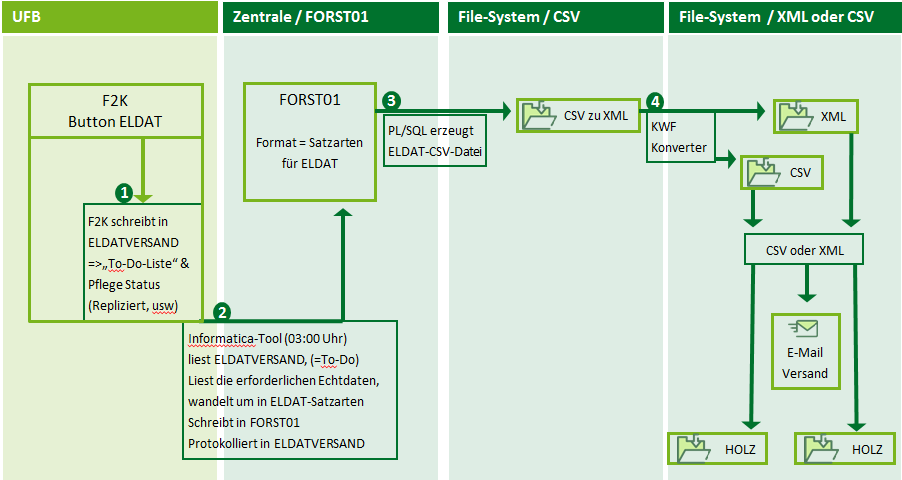 UFB
Zentrale / FORST01
File-System / CSV
File-System / XML oder CSV
F2K
Button ELDAT
1
F2K schreibt in
ELDATVERSAND
=>„To-Do-Liste“ &
Pflege Status
(Repliziert, usw)
2
Informatica-Tool (03:00 Uhr)
liest ELDATVERSAND, (=To-Do)
Liest die erforderlichen Echtdaten,
wandelt um in ELDAT-Satzarten
Schreibt in FORST01
Protokolliert in ELDATVERSAND
FORST01
Format = Satzarten
für ELDAT
3
PL/SQL erzeugt
ELDAT-CSV-Datei
CSV zu XML
4
KWF
Konverter
XML
CSV
CSV oder XML
E-Mail
Versand
HOLZ
HOLZ